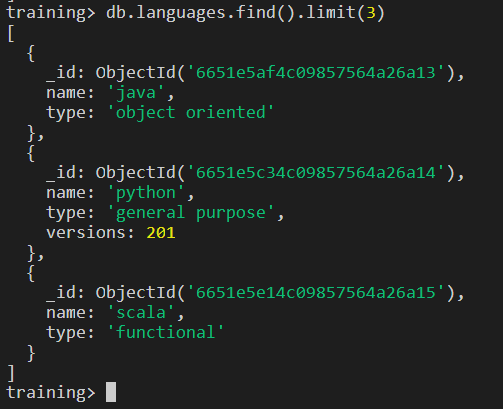 training> db.languages.find().limit(3)
[
  {
    _id: ObjectId('6651e5af4c09857564a26a13'),
    name: 'java',
    type: 'object oriented'
  },
  {
    _id: ObjectId('6651e5c34c09857564a26a14'),
    name: 'python',
    type: 'general purpose',
    versions: 201
  },
  {
    _id: ObjectId('6651e5e14c09857564a26a15'),
    name: 'scala',
    type: 'functional'
  }
]
training>